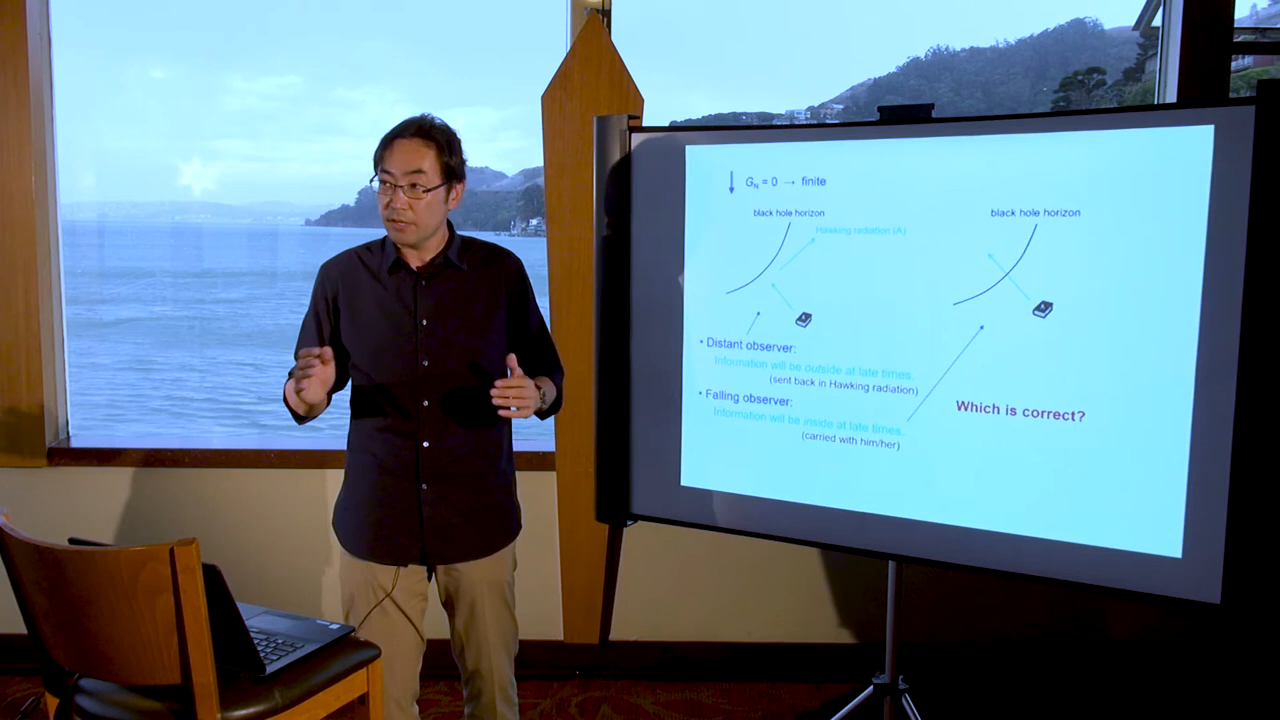 G_N = 0 → finite
black hole horizon
black hole horizon
Hawking radiation (A)
• Distant observer:
Information will be outside at late times.
(sent back in Hawking radiation)
• Falling observer:
Information will be inside at late times.
(carried with him/her)
Which is correct?